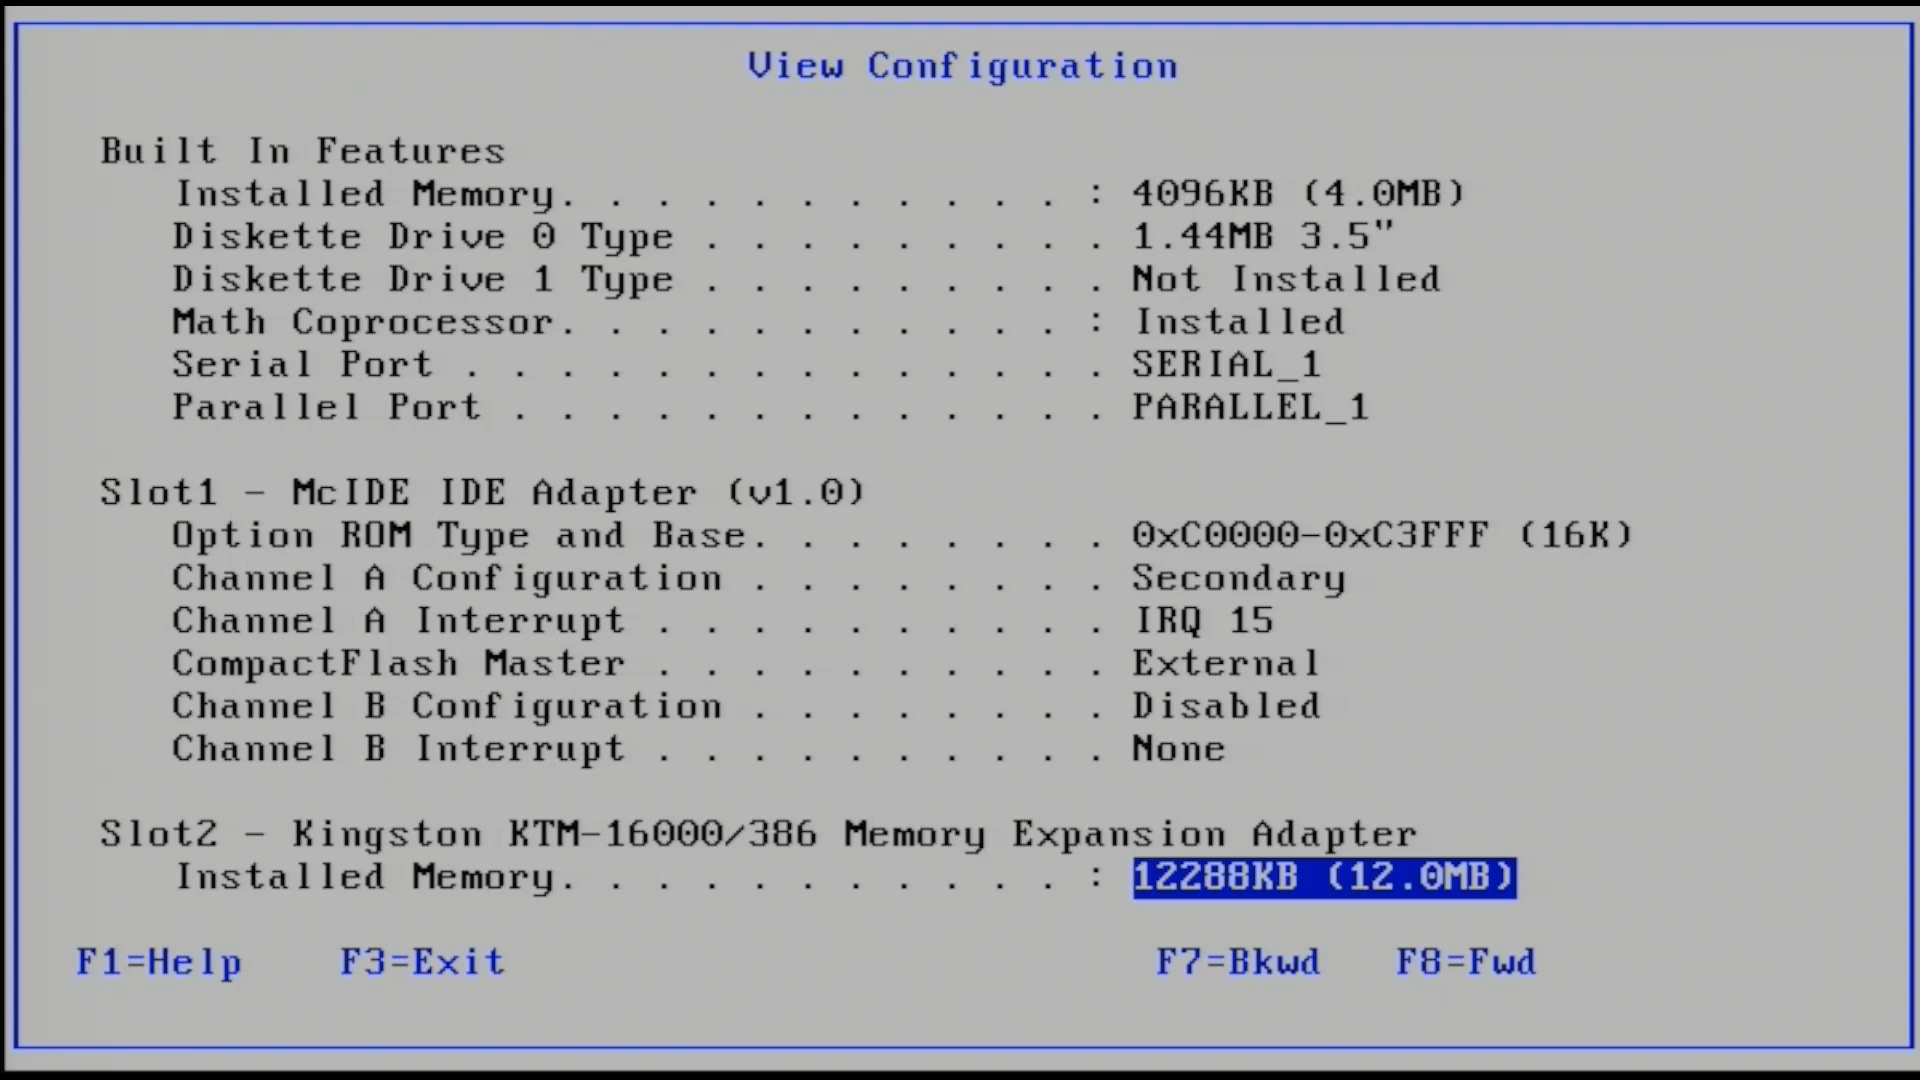 View Configuration
Built In Features
Installed Memory. . . . . . . . . . . : 4096KB (4.0MB)
Diskette Drive 0 Type . . . . . . . . . 1.44MB 3.5"
Diskette Drive 1 Type . . . . . . . . . Not Installed
Math Coprocessor. . . . . . . . . . . : Installed
Serial Port . . . . . . . . . . . . . . SERIAL_1
Parallel Port . . . . . . . . . . . . . PARALLEL_1
Slot1 - McIDE IDE Adapter (v1.0)
Option ROM Type and Base. . . . . . . . 0xC0000-0xC3FFF (16K)
Channel A Configuration . . . . . . . . Secondary
Channel A Interrupt . . . . . . . . . . IRQ 15
CompactFlash Master . . . . . . . . . . External
Channel B Configuration . . . . . . . . Disabled
Channel B Interrupt . . . . . . . . . . None
Slot2 - Kingston KTM-16000/386 Memory Expansion Adapter
Installed Memory. . . . . . . . . . . : 12288KB (12.0MB)
F1=Help F3=Exit F7=Bkwd F8=Fwd